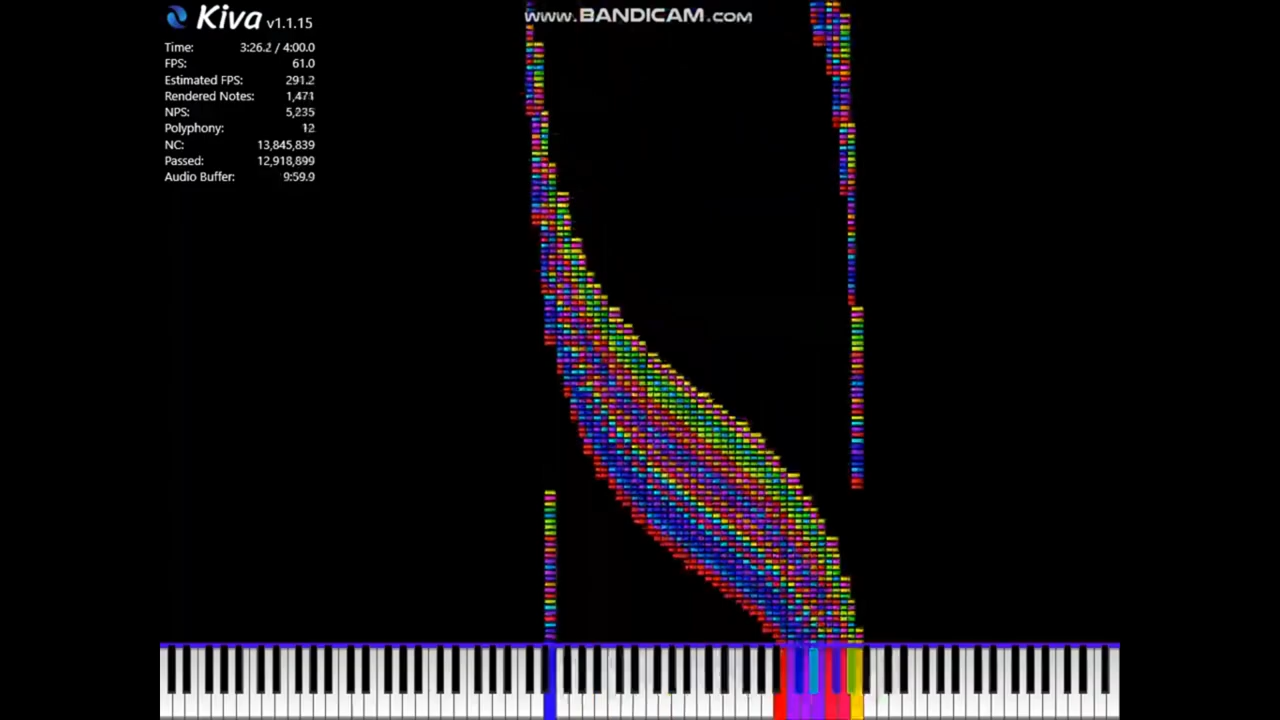 Kiva v1.1.15
www.BANDICAM.com
Time: 3:26.2 / 4:00.0
FPS: 61.0
Estimated FPS: 291.2
Rendered Notes: 1,471
NPS: 5,235
Polyphony: 12
NC: 13,845,839
Passed: 12,918,899
Audio Buffer: 9:59.9